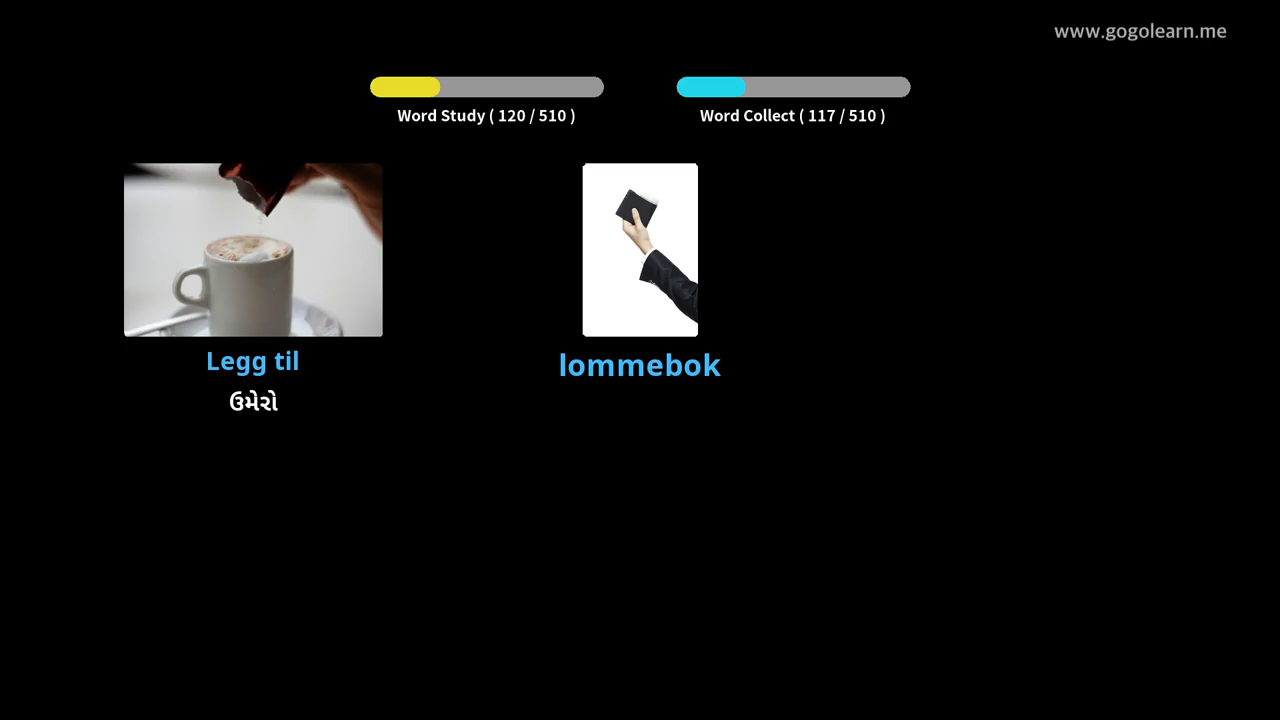 www.gogolearn.me
Word Study ( 120 / 510 )
Word Collect ( 117 / 510 )
Legg til
ઉમેરો
lommebok